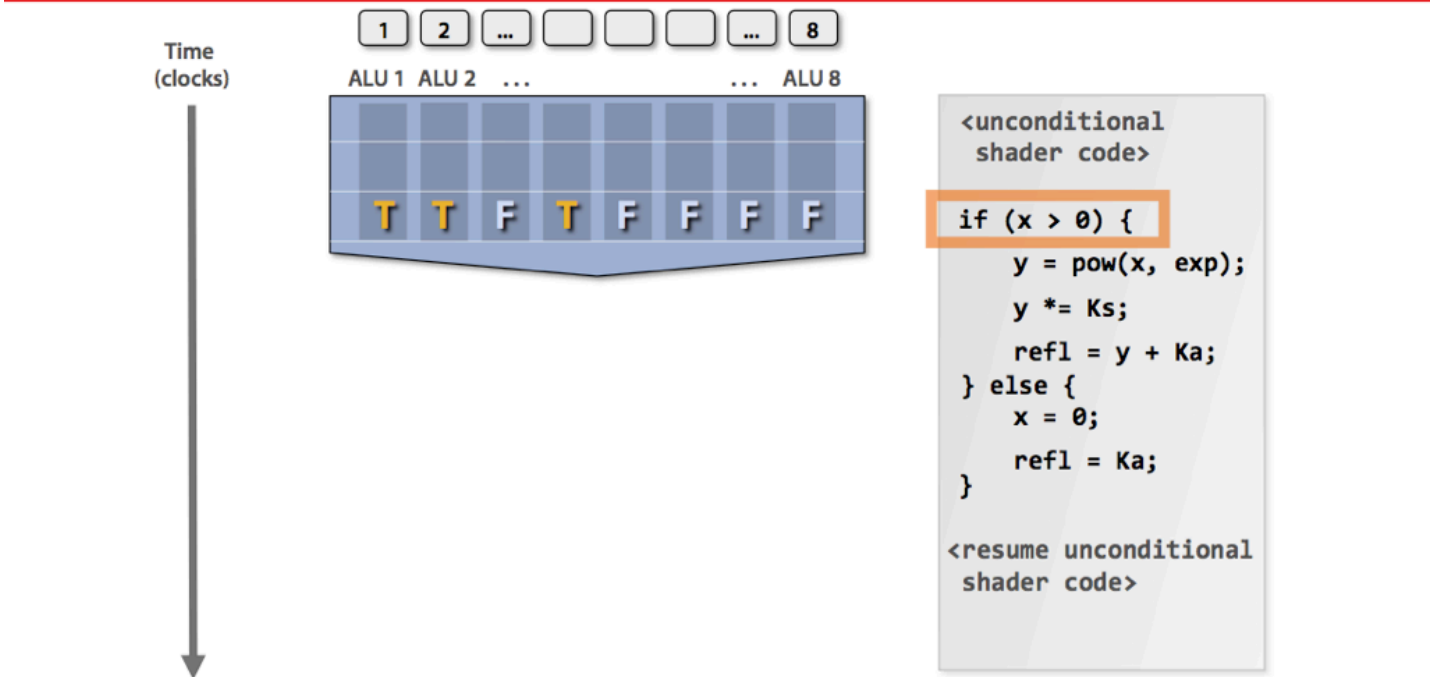 1 2 ... ... 8
Time
(clocks)
ALU 1 ALU 2 ... ... ALU 8
T T F T F F F F
<unconditional
shader code>
if (x > 0) {
y = pow(x, exp);
y *= Ks;
refl = y + Ka;
} else {
x = 0;
refl = Ka;
}
<resume unconditional
shader code>